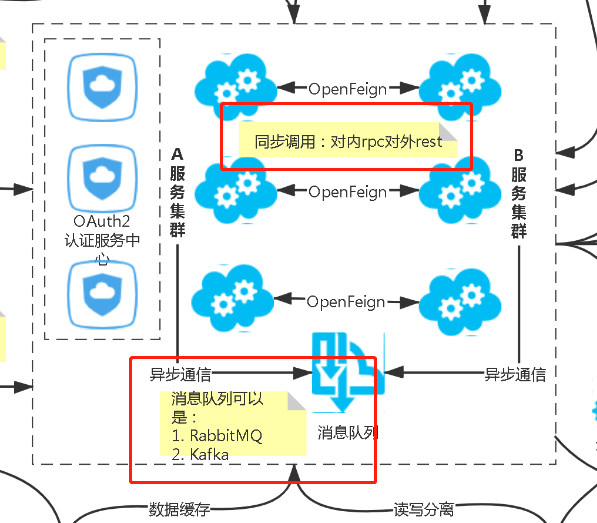 OpenFeign
同步调用：对内rpc对外rest
A
服
务
集
群
B
服
务
集
群
OpenFeign
OAuth2
认证服务中
心
OpenFeign
异步通信
异步通信
消息队列可以
是：
1. RabbitMQ
2. Kafka
消息队列
数据缓存
读写分离